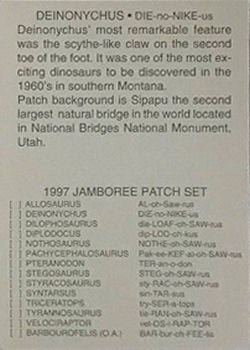 DEINONYCHUS • DIE-no-NIKE-us
Deinonychus' most remarkable feature
was the scythe-like claw on the second
toe of the foot. It was one of the most ex-
citing dinosaurs to be discovered in the
1960's in southern Montana.
Patch background is Sipapu the second
largest natural bridge in the world located
in National Bridges National Monument,
Utah.
1997 JAMBOREE PATCH SET
[ ] ALLOSAURUS AL-oh-Saw-rus
[ ] DEINONYCHUS DIE-no-NIKE-us
[ ] DILOPHOSAURUS die-LOAF-oh-SAW-rus
[ ] DIPLODOCUS dip-LOD-oh-kus
[ ] NOTHOSAURUS NOTHE-oh-SAW-rus
[ ] PACHYCEPHALOSAURUS Pak-ee-KEF-al-oh-SAW-rus
[ ] PTERANODON TER-an-o-don
[ ] STEGOSAURUS STEG-oh-SAW-rus
[ ] STYRACOSAURUS sty-RAC-oh-SAW-rus
[ ] SYNTARSUS sin-TAR-sus
[ ] TRICERATOPS try-SER-a-tops
[ ] TYRANNOSAURUS tie-RAN-oh-SAW-rus
[ ] VELOCIRAPTOR vel-OS-i-RAP-TOR
[ ] BARBOUROFELIS (O.A.) BAR-bur-oh-FEE-lis